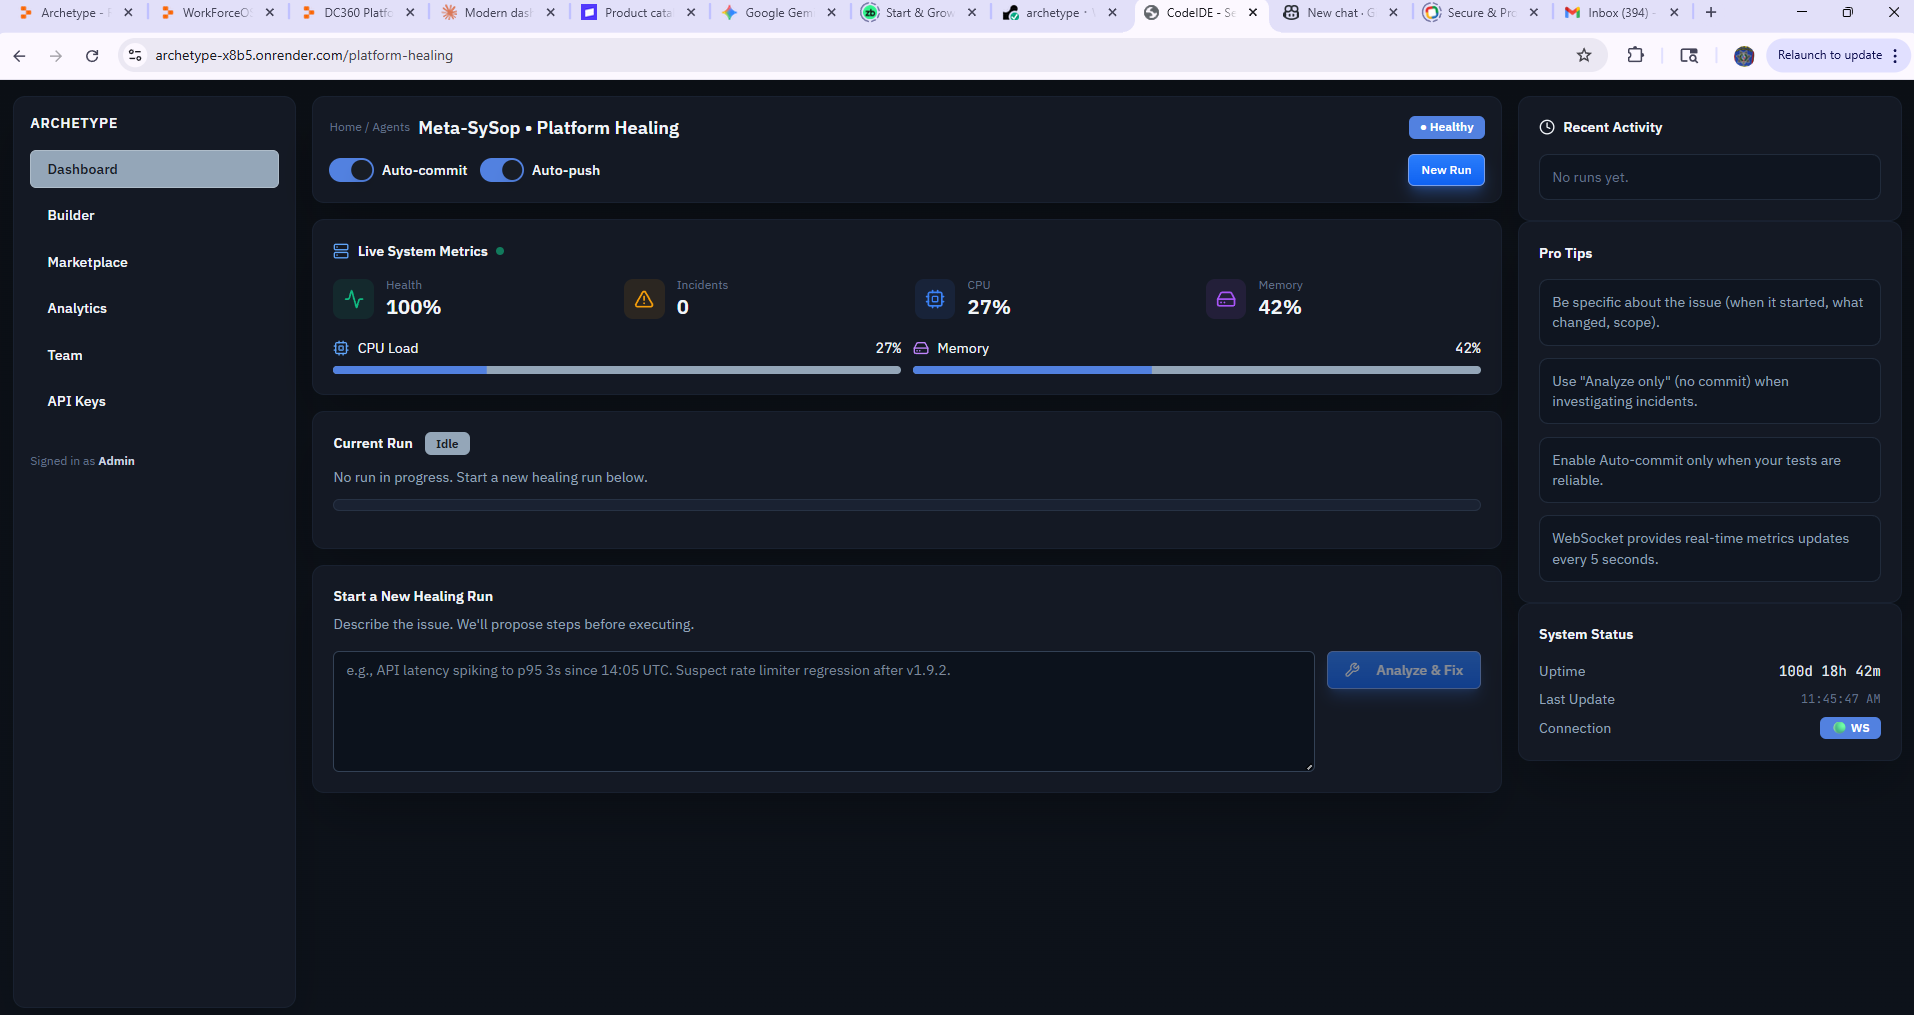 Archetype - F
WorkForceOS
DC360 Platfo
Modern dash
Product cata
Google Gem
Start & Grow
archetype ·
CodeIDE - Se
New chat · G
Secure & Pro
Inbox (394) -
archetype-x8b5.onrender.com/platform-healing
Relaunch to update
ARCHETYPE
Dashboard
Builder
Marketplace
Analytics
Team
API Keys
Signed in as Admin
Home / Agents Meta-SySop • Platform Healing
Healthy
Auto-commit Auto-push
New Run
Live System Metrics
Health
100%
Incidents
0
CPU
27%
Memory
42%
CPU Load 27%
Memory 42%
Current Run Idle
No run in progress. Start a new healing run below.
Start a New Healing Run
Describe the issue. We'll propose steps before executing.
e.g., API latency spiking to p95 3s since 14:05 UTC. Suspect rate limiter regression after v1.9.2.
Analyze & Fix
Recent Activity
No runs yet.
Pro Tips
Be specific about the issue (when it started, what
changed, scope).
Use "Analyze only" (no commit) when
investigating incidents.
Enable Auto-commit only when your tests are
reliable.
WebSocket provides real-time metrics updates
every 5 seconds.
System Status
Uptime 100d 18h 42m
Last Update 11:45:47 AM
Connection WS